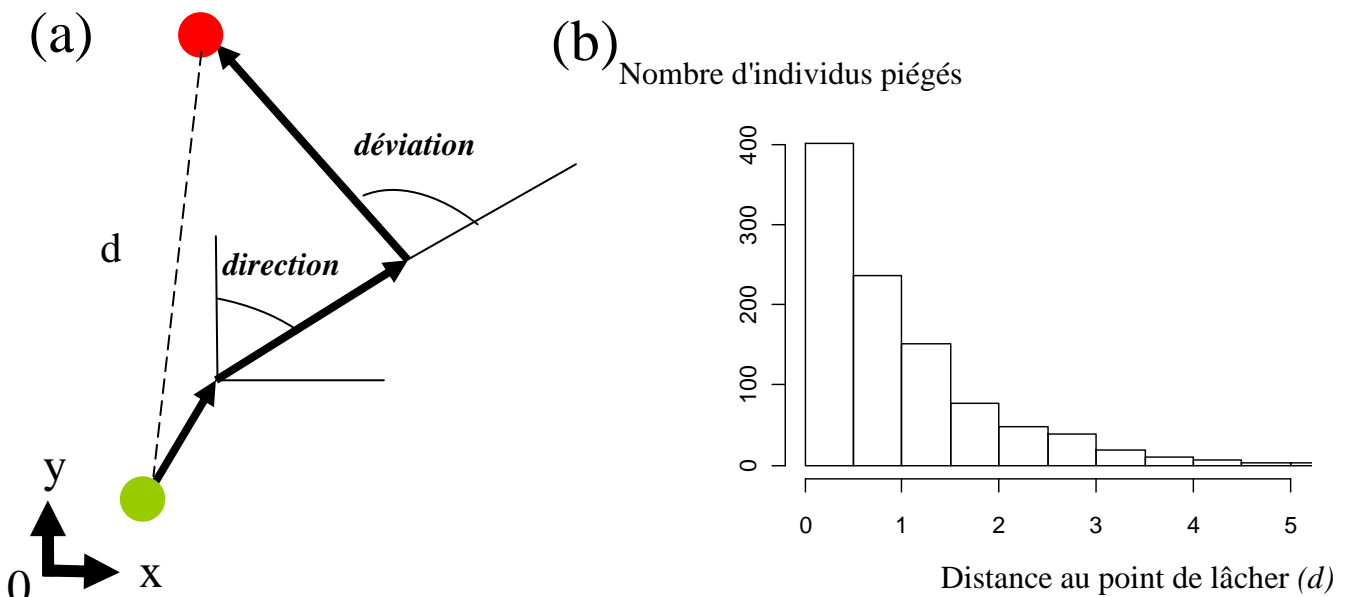 (a)
déviation
d
direction
y
0
x
(b)
Nombre d'individus piégés
400
300
200
100
0
0 1 2 3 4 5
Distance au point de lâcher (d)